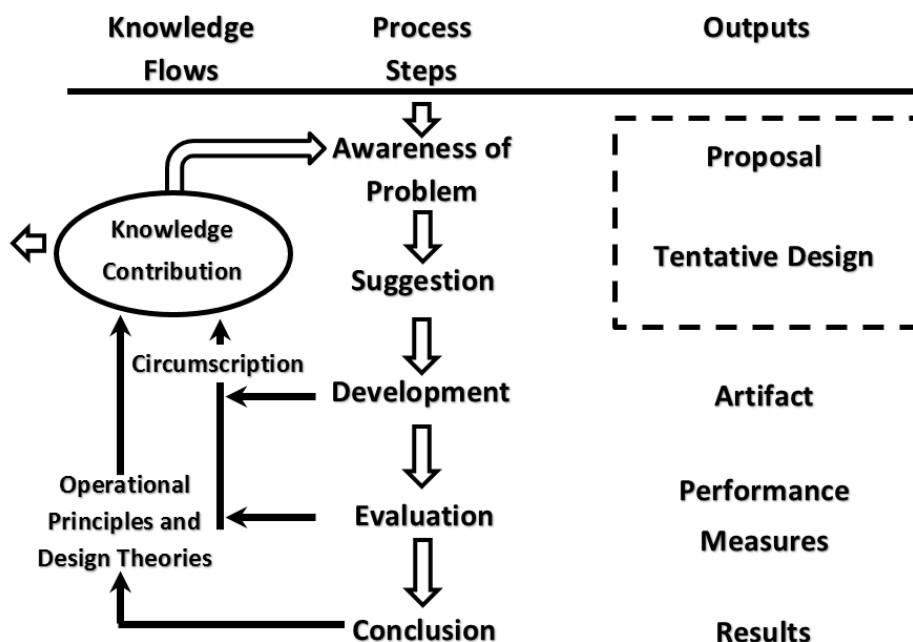 Knowledge
Flows
Process
Steps
Outputs
Awareness of
Problem
Proposal
Knowledge
Contribution
Suggestion
Tentative Design
Circumscription
Development
Artifact
Operational
Principles and
Design Theories
Evaluation
Performance
Measures
Conclusion
Results